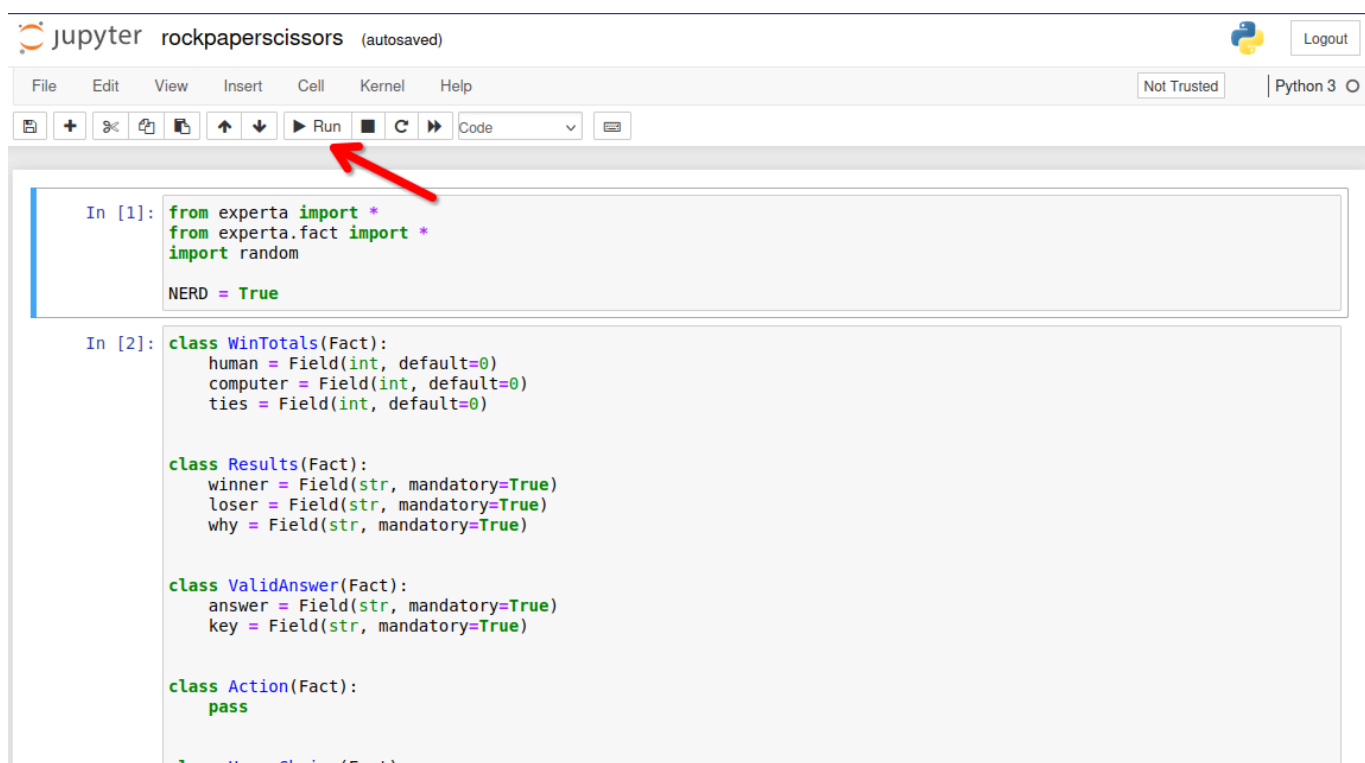 jupyter rockpaperscissors (autosaved) Logout
File Edit View Insert Cell Kernel Help Not Trusted Python 3
Run Code
In [1]: from experta import *
from experta.fact import *
import random
NERD = True
In [2]: class WinTotals(Fact):
human = Field(int, default=0)
computer = Field(int, default=0)
ties = Field(int, default=0)
class Results(Fact):
winner = Field(str, mandatory=True)
loser = Field(str, mandatory=True)
why = Field(str, mandatory=True)
class ValidAnswer(Fact):
answer = Field(str, mandatory=True)
key = Field(str, mandatory=True)
class Action(Fact):
pass